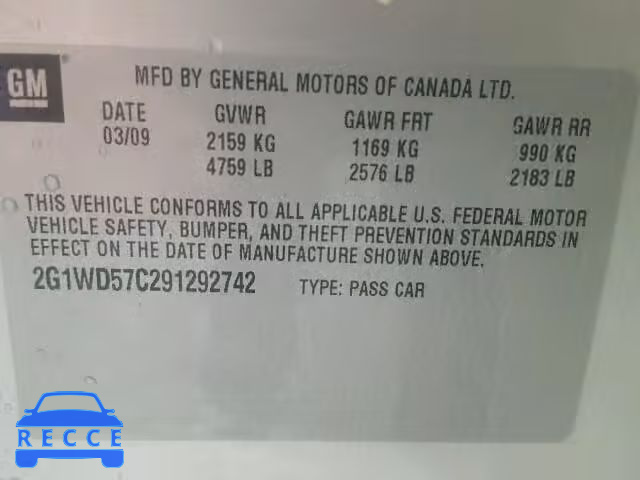 GM
MFD BY GENERAL MOTORS OF CANADA LTD.
DATE GVWR GAWR FRT GAWR RR
03/09 2159 KG 1169 KG 990 KG
4759 LB 2576 LB 2183 LB
THIS VEHICLE CONFORMS TO ALL APPLICABLE U.S. FEDERAL MOTOR
VEHICLE SAFETY, BUMPER, AND THEFT PREVENTION STANDARDS IN
EFFECT ON THE DATE OF MANUFACTURE SHOWN ABOVE.
2G1WD57C291292742 TYPE: PASS CAR
RECCE